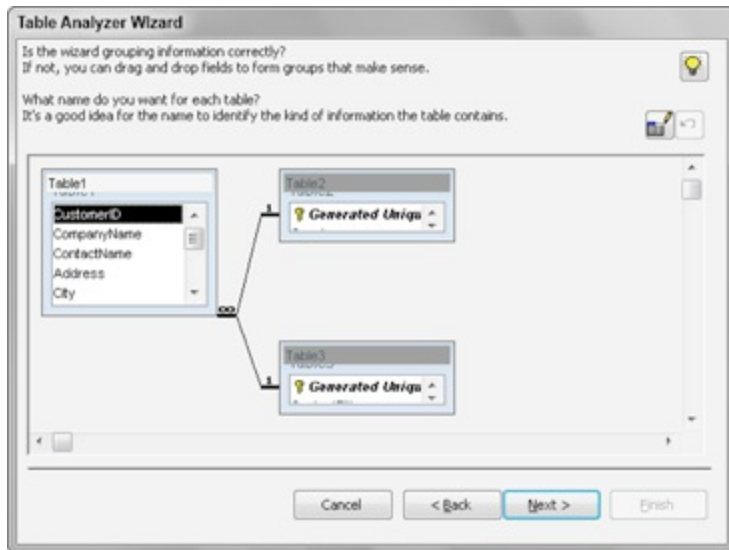 Table Analyzer Wizard
Is the wizard grouping information correctly?
If not, you can drag and drop fields to form groups that make sense.
What name do you want for each table?
It's a good idea for the name to identify the kind of information the table contains.
Table1
CustomerID
CompanyName
ContactName
Address
City
Table2
1
Generated Uniqu
∞
Table3
1
Generated Uniqu
Cancel
< Back
Next >
Finish